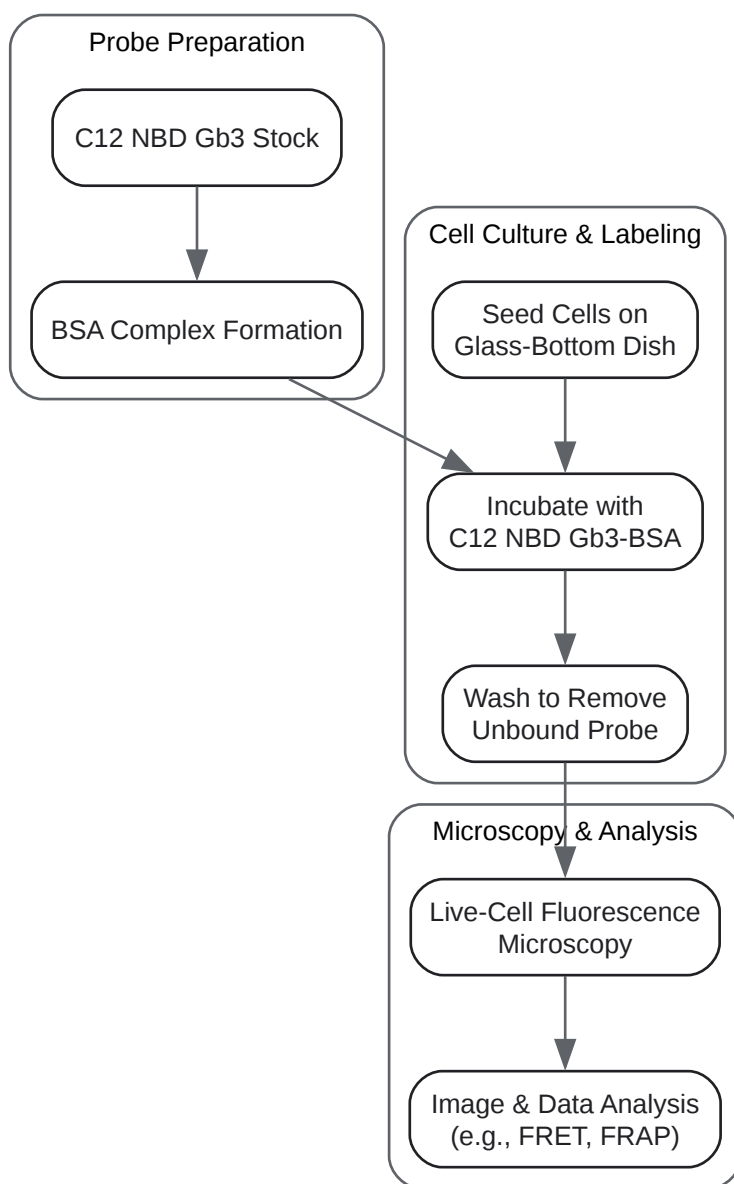 Probe Preparation
C12 NBD Gb3 Stock
BSA Complex Formation
Cell Culture & Labeling
Seed Cells on
Glass-Bottom Dish
Incubate with
C12 NBD Gb3-BSA
Wash to Remove
Unbound Probe
Microscopy & Analysis
Live-Cell Fluorescence
Microscopy
Image & Data Analysis
(e.g., FRET, FRAP)